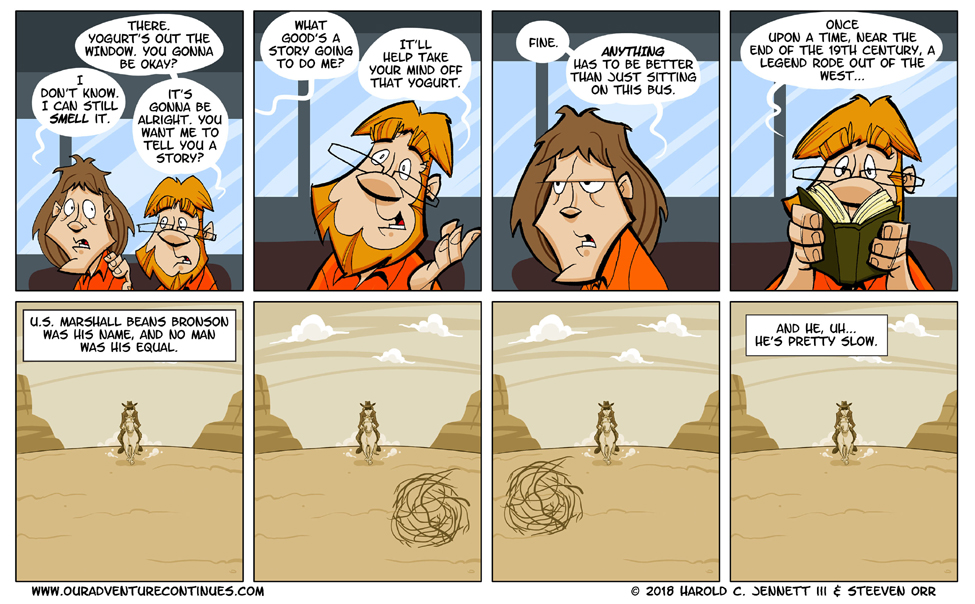 THERE.
YOGURT'S OUT THE
WINDOW. YOU GONNA
BE OKAY?
I
DON'T KNOW.
I CAN STILL
SMELL IT.
IT'S
GONNA BE
ALRIGHT. YOU
WANT ME TO
TELL YOU A
STORY?
WHAT
GOOD'S A
STORY GOING
TO DO ME?
IT'LL
HELP TAKE
YOUR MIND OFF
THAT YOGURT.
FINE.
ANYTHING
HAS TO BE BETTER
THAN JUST SITTING
ON THIS BUS.
ONCE
UPON A TIME, NEAR THE
END OF THE 19TH CENTURY, A
LEGEND RODE OUT OF THE
WEST...
U.S. MARSHALL BEANS BRONSON
WAS HIS NAME, AND NO MAN
WAS HIS EQUAL.
AND HE, UH...
HE'S PRETTY SLOW.
WWW.OURADVENTURECONTINUES.COM
© 2018 HAROLD C. JENNETT III & STEEVEN ORR